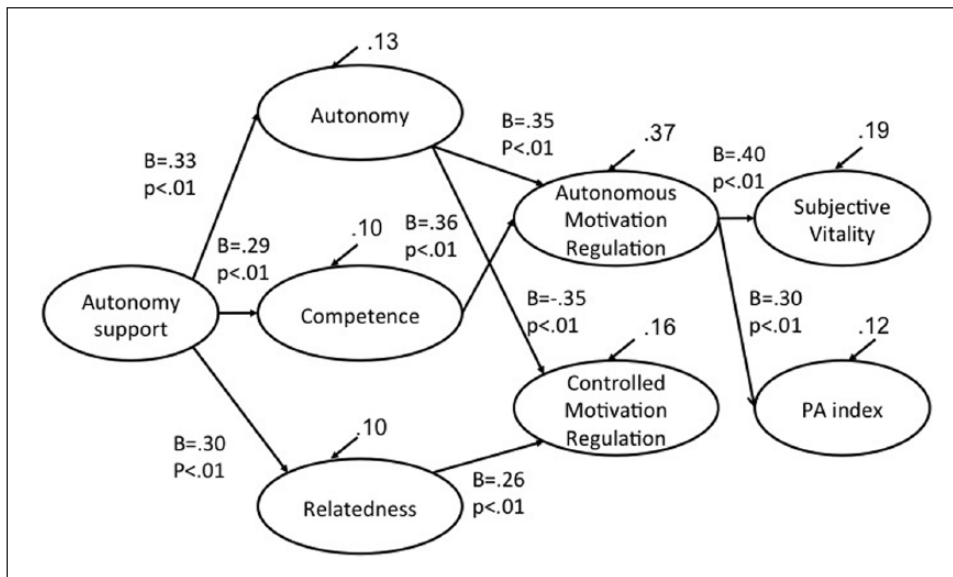 .13
Autonomy
B=.33
p<.01
B=.35
P<.01
.37
Autonomous
Motivation
Regulation
B=.40
p<.01
.19
Subjective
Vitality
B=.29
p<.01
.10
Competence
B=.36
p<.01
Autonomy
support
B=-.35
p<.01
.16
Controlled
Motivation
Regulation
B=.30
p<.01
.12
PA index
B=.30
P<.01
.10
Relatedness
B=.26
p<.01